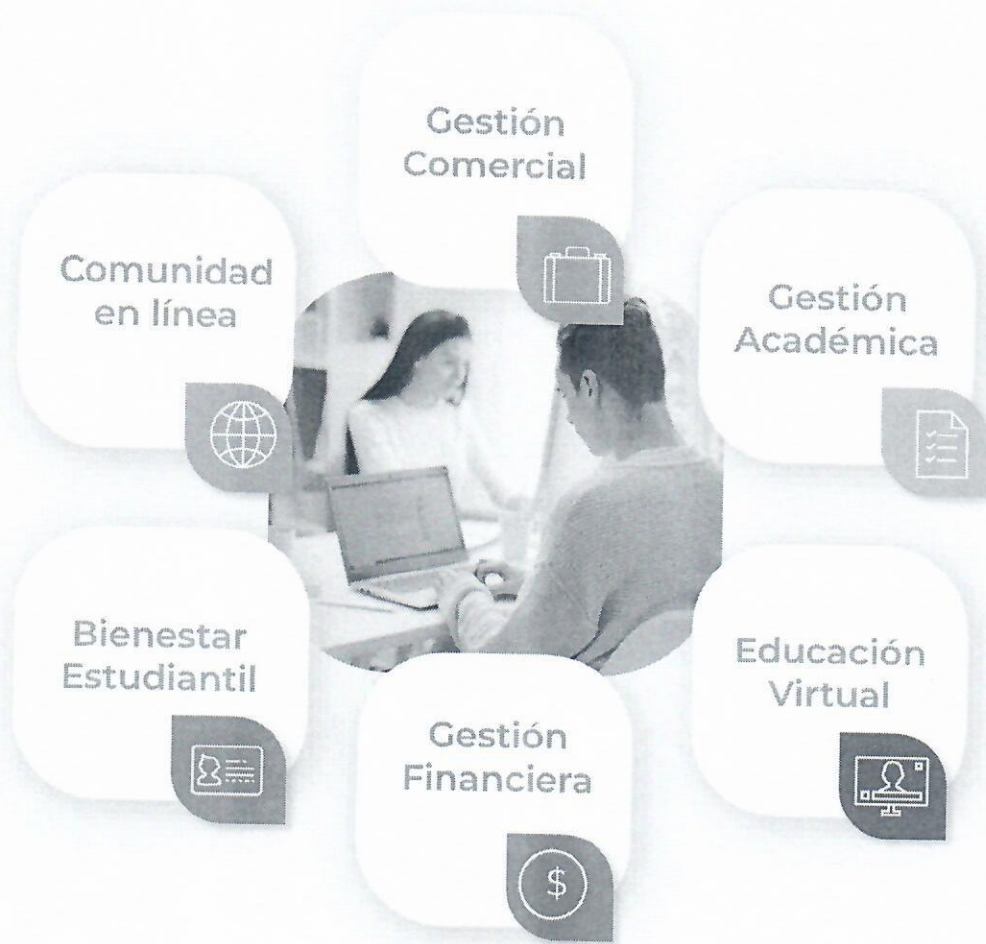 Gestión
Comercial
Comunidad
en línea
Gestión
Académica
Bienestar
Estudiantil
Educación
Virtual
Gestión
Financiera
$